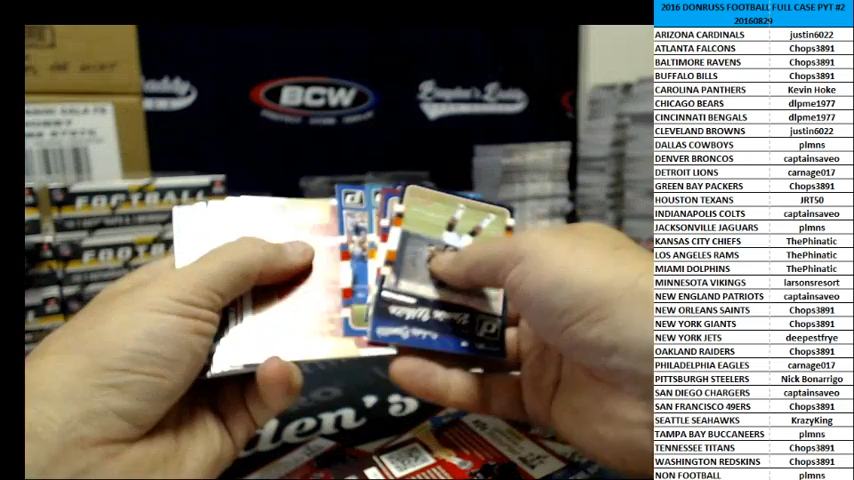 2016 DONRUSS FOOTBALL FULL CASE PYT #2
20160829
ARIZONA CARDINALS justin6022
ATLANTA FALCONS Chops3891
BALTIMORE RAVENS Chops3891
BUFFALO BILLS Chops3891
CAROLINA PANTHERS Kevin Hoke
CHICAGO BEARS dlpme1977
CINCINNATI BENGALS dlpme1977
CLEVELAND BROWNS justin6022
DALLAS COWBOYS plmns
DENVER BRONCOS captainsaveo
DETROIT LIONS carnage017
GREEN BAY PACKERS Chops3891
HOUSTON TEXANS JRT50
INDIANAPOLIS COLTS captainsaveo
JACKSONVILLE JAGUARS plmns
KANSAS CITY CHIEFS ThePhinatic
LOS ANGELES RAMS ThePhinatic
MIAMI DOLPHINS ThePhinatic
MINNESOTA VIKINGS larsonsresort
NEW ENGLAND PATRIOTS captainsaveo
NEW ORLEANS SAINTS Chops3891
NEW YORK GIANTS Chops3891
NEW YORK JETS deepestfrye
OAKLAND RAIDERS Chops3891
PHILADELPHIA EAGLES carnage017
PITTSBURGH STEELERS Nick Bonarrigo
SAN DIEGO CHARGERS captainsaveo
SAN FRANCISCO 49ERS Chops3891
SEATTLE SEAHAWKS KrazyKing
TAMPA BAY BUCCANEERS plmns
TENNESSEE TITANS Chops3891
WASHINGTON REDSKINS Chops3891
NON FOOTBALL plmns
BCW
FOOTBALL